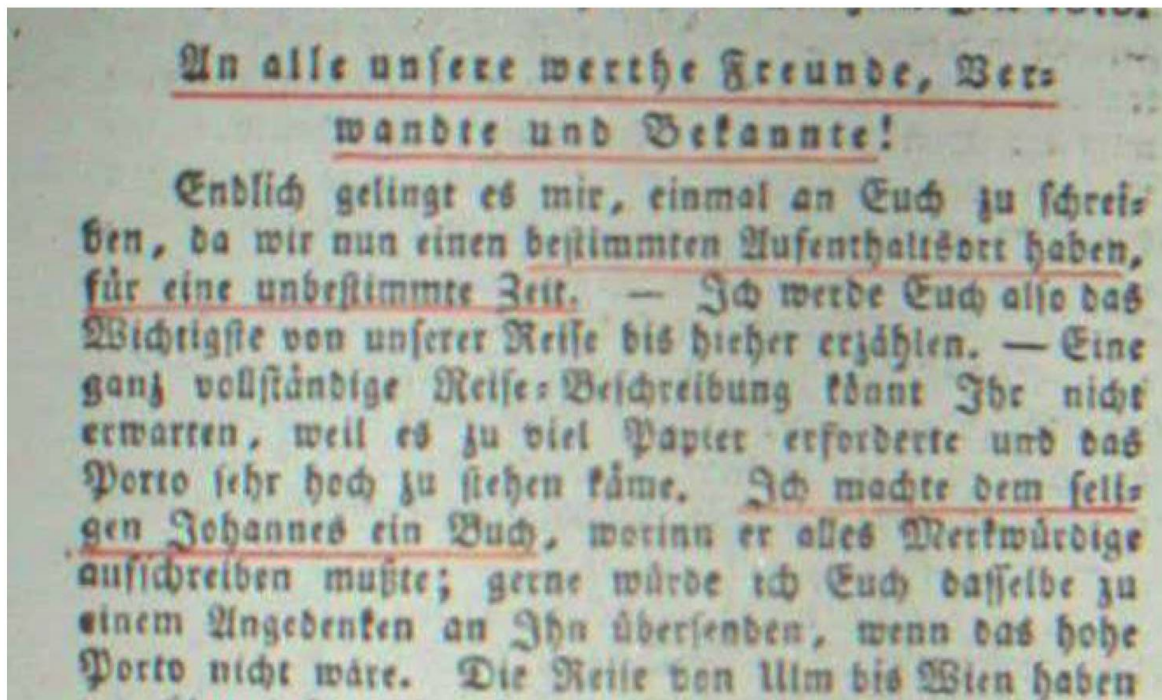 An alle unsere werthe Freunde, Ver=
wandte und Bekannte!
Endlich gelingt es mir, einmal an Euch zu schrei=
ben, da wir nun einen bestimmten Aufenthaltsort haben,
für eine unbestimmte Zeit. — Ich werde Euch also das
Wichtigste von unserer Reise bis hieher erzählen. — Eine
ganz vollständige Reise=Beschreibung könnt Ihr nicht
erwarten, weil es zu viel Papier erforderte und das
Porto sehr hoch zu stehen käme. Ich machte dem seli=
gen Johannes ein Buch, worinn er alles Merkwürdige
aufschreiben mußte; gerne würde ich Euch dasselbe zu
einem Angedenken an Ihn übersenden, wenn das hohe
Porto nicht wäre. Die Reise von Ulm bis Wien haben